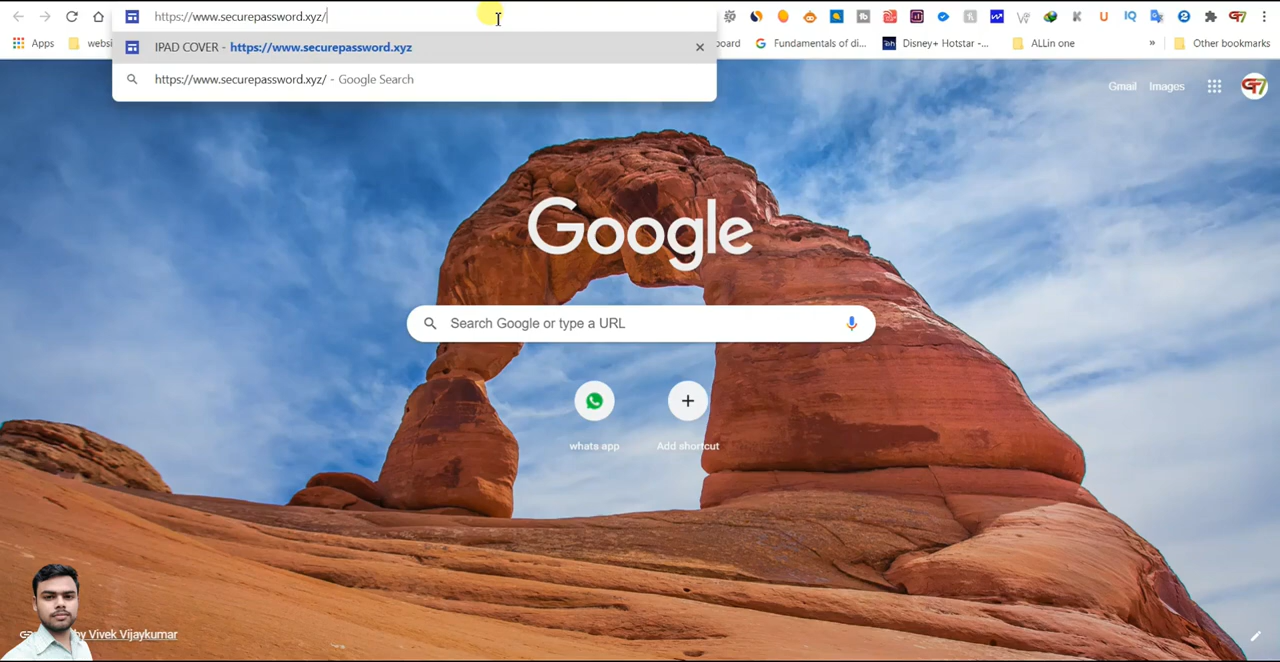 https://www.securepassword.xyz/
IPAD COVER - https://www.securepassword.xyz
https://www.securepassword.xyz/ - Google Search
Apps
websi
board
Fundamentals of di...
Disney+ Hotstar -...
ALLin one
»
Other bookmarks
Gmail
Images
Google
Search Google or type a URL
whats app
Add shortcut
by Vivek Vijaykumar